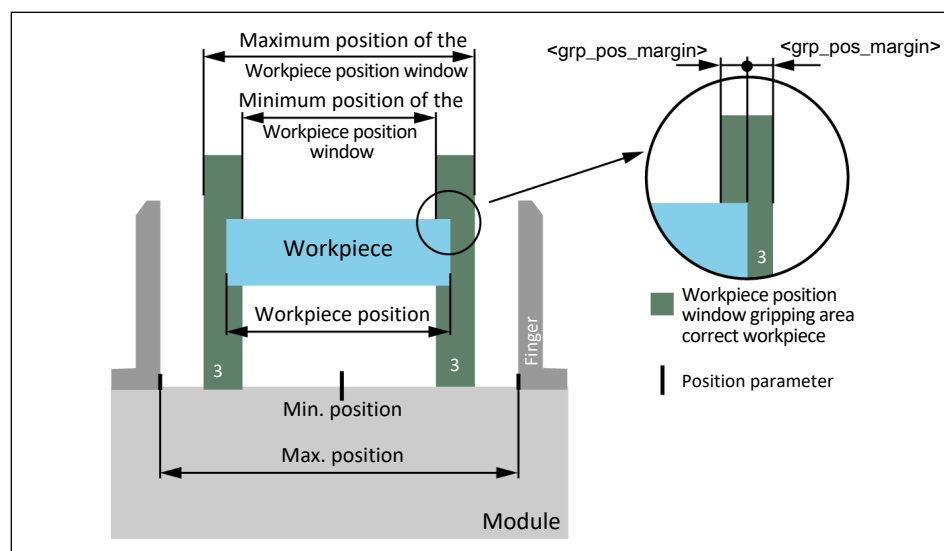 Maximum position of the
Workpiece position window
Minimum position of the
Workpiece position
window
<grp_pos_margin>
<grp_pos_margin>
Workpiece
Workpiece position
3
3
Finger
Min. position
Max. position
Module
3
Workpiece position
window gripping area
correct workpiece
Position parameter